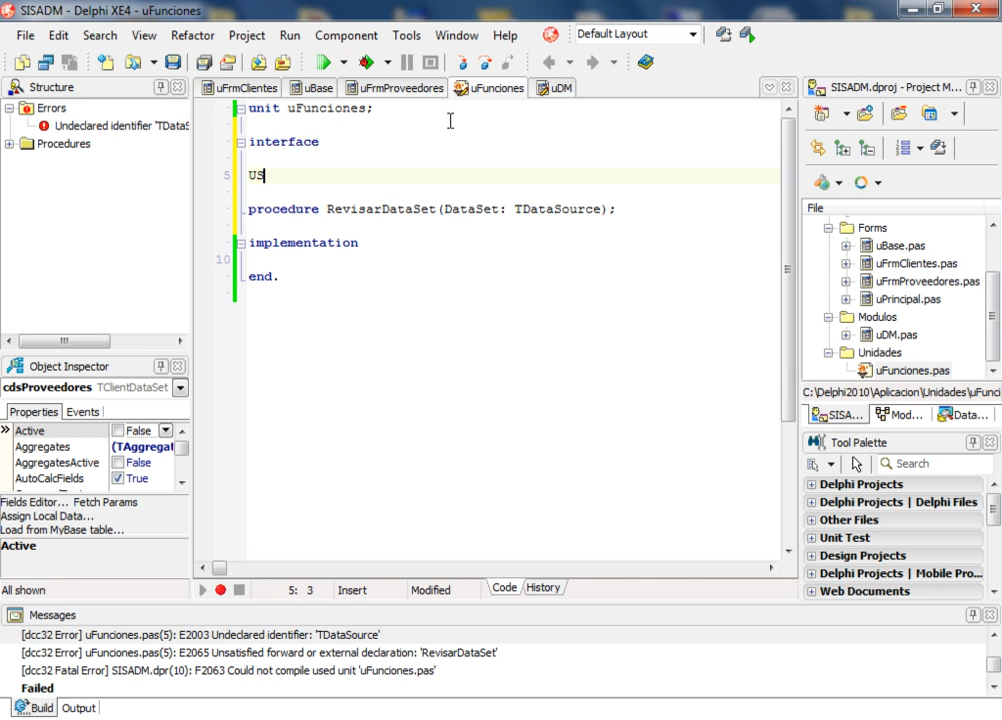 SISADM - Delphi XE4 - uFunciones
File Edit Search View Refactor Project Run Component Tools Window Help
Default Layout
Structure
Errors
Undeclared identifier 'TDataS
Procedures
uFrmClientes uBase uFrmProveedores uFunciones uDM
unit uFunciones;
interface
5 US
procedure RevisarDataSet(DataSet: TDataSource);
implementation
10
end.
SISADM.dproj - Project M...
File
Forms
uBase.pas
uFrmClientes.pas
uFrmProveedores.pas
uPrincipal.pas
Modulos
uDM.pas
Unidades
uFunciones.pas
C:\Delphi2010\Aplicacion\Unidades\uFunci
SISA... Mod... Data...
Object Inspector
cdsProveedores TClientDataSet
Properties Events
Active False
Aggregates (TAggregat
AggregatesActive False
AutoCalcFields True
Fields Editor... Fetch Params
Assign Local Data...
Load from MyBase table...
Active
All shown
Tool Palette
Search
Delphi Projects
Delphi Projects | Delphi Files
Other Files
Unit Test
Design Projects
Delphi Projects | Mobile Pro...
Web Documents
5: 3 Insert Modified Code History
Messages
[dcc32 Error] uFunciones.pas(5): E2003 Undeclared identifier: 'TDataSource'
[dcc32 Error] uFunciones.pas(5): E2065 Unsatisfied forward or external declaration: 'RevisarDataSet'
[dcc32 Fatal Error] SISADM.dpr(10): F2063 Could not compile used unit 'uFunciones.pas'
Failed
Build Output